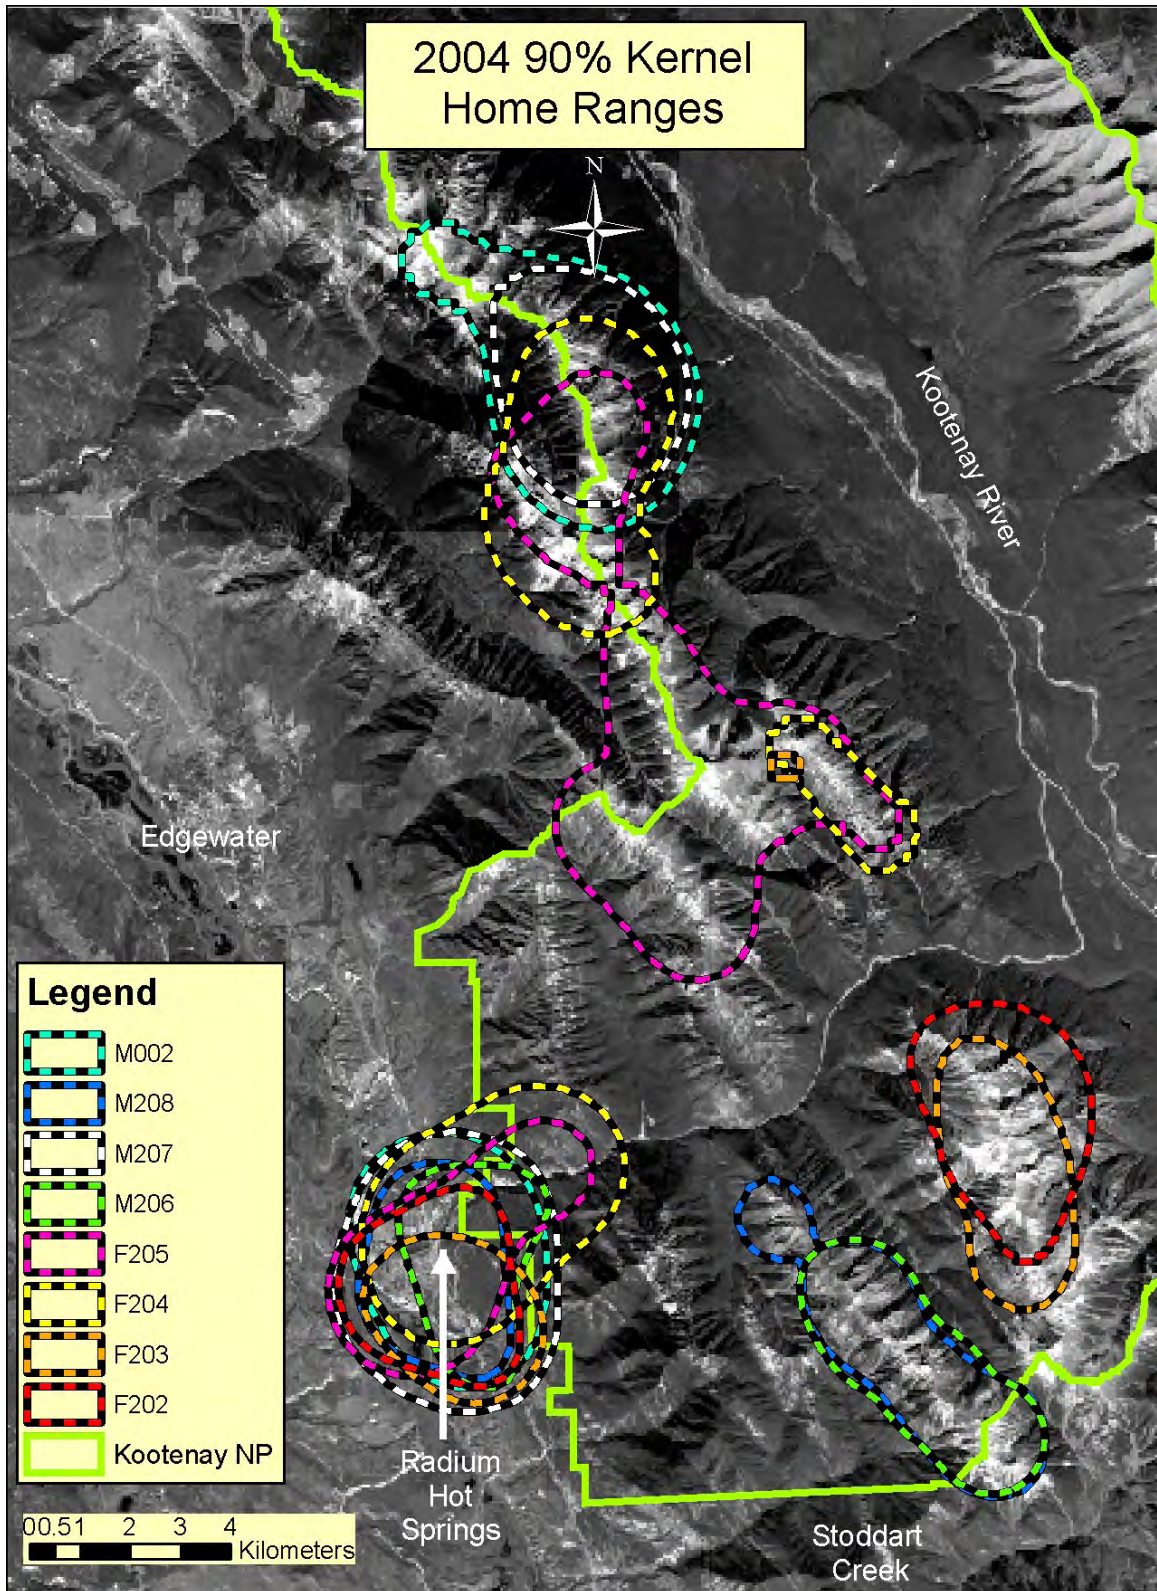 2004 90% Kernel
Home Ranges
N
Kootenay River
Edgewater
Legend
M002
M208
M207
M206
F205
F204
F203
F202
Kootenay NP
Radium
Hot
Springs
Stoddart
Creek
00.51 2 3 4
Kilometers